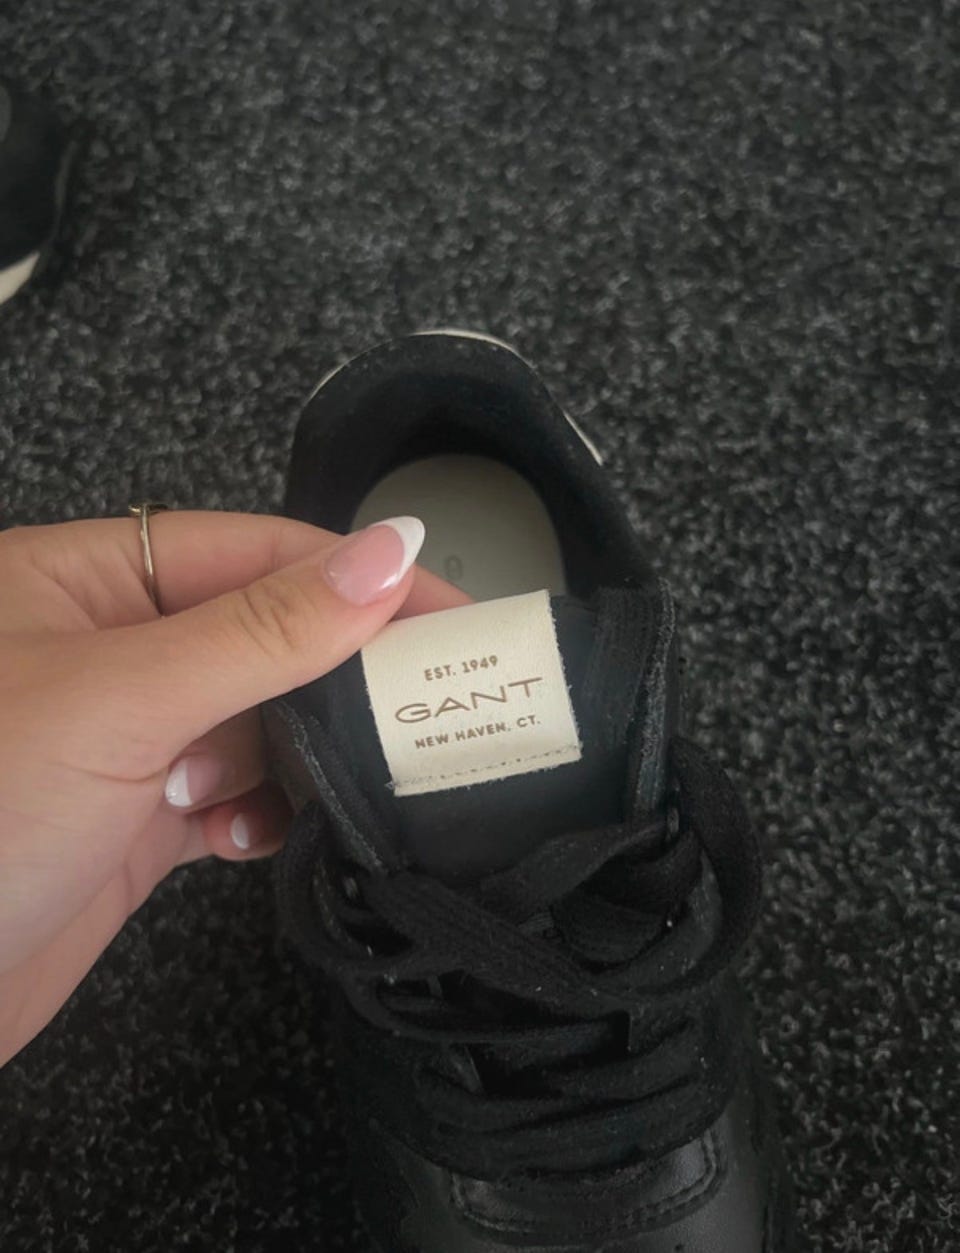 EST. 1949
GANT
NEW HAVEN, CT.